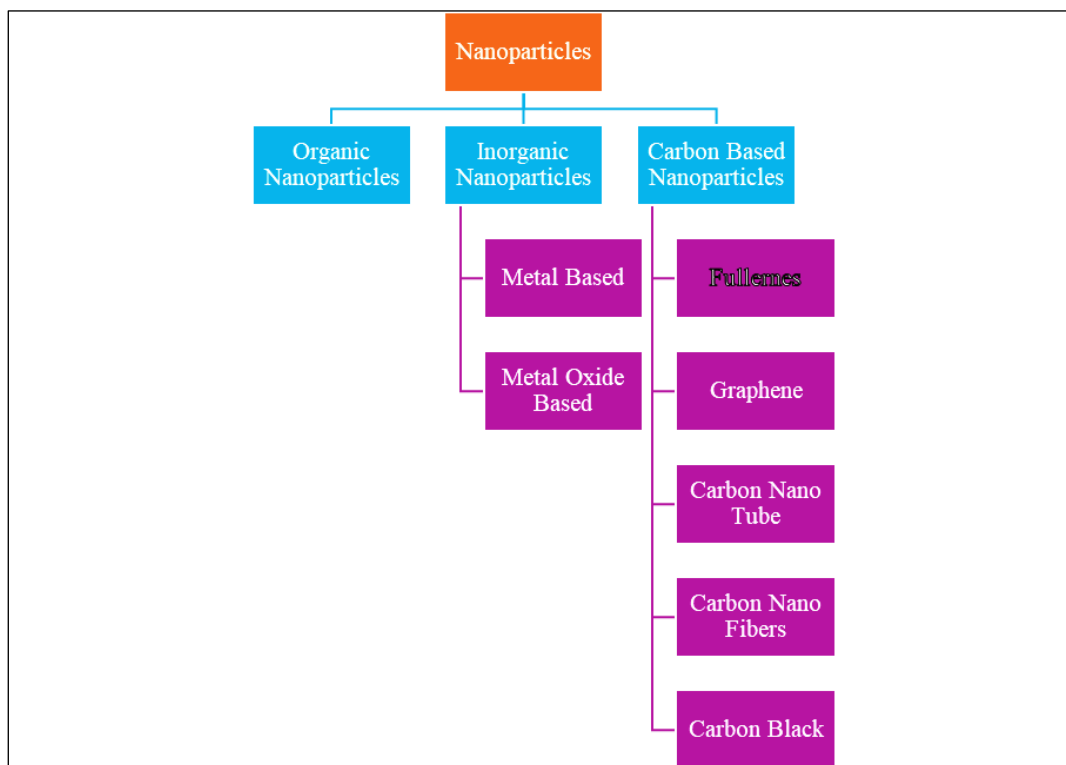 Nanoparticles
Organic
Nanoparticles
Inorganic
Nanoparticles
Carbon Based
Nanoparticles
Metal Based
Metal Oxide
Based
Fullernes
Graphene
Carbon Nano
Tube
Carbon Nano
Fibers
Carbon Black